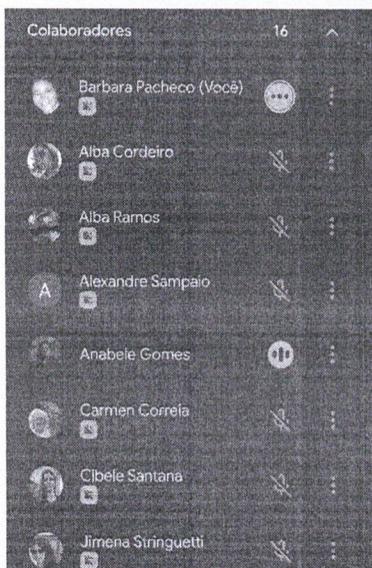 Colaboradores 16
Barbara Pacheco (Você)
Alba Cordeiro
Alba Ramos
A Alexandre Sampaio
Anabele Gomes
Carmen Correia
Cibele Santana
Jimena Stringuetti